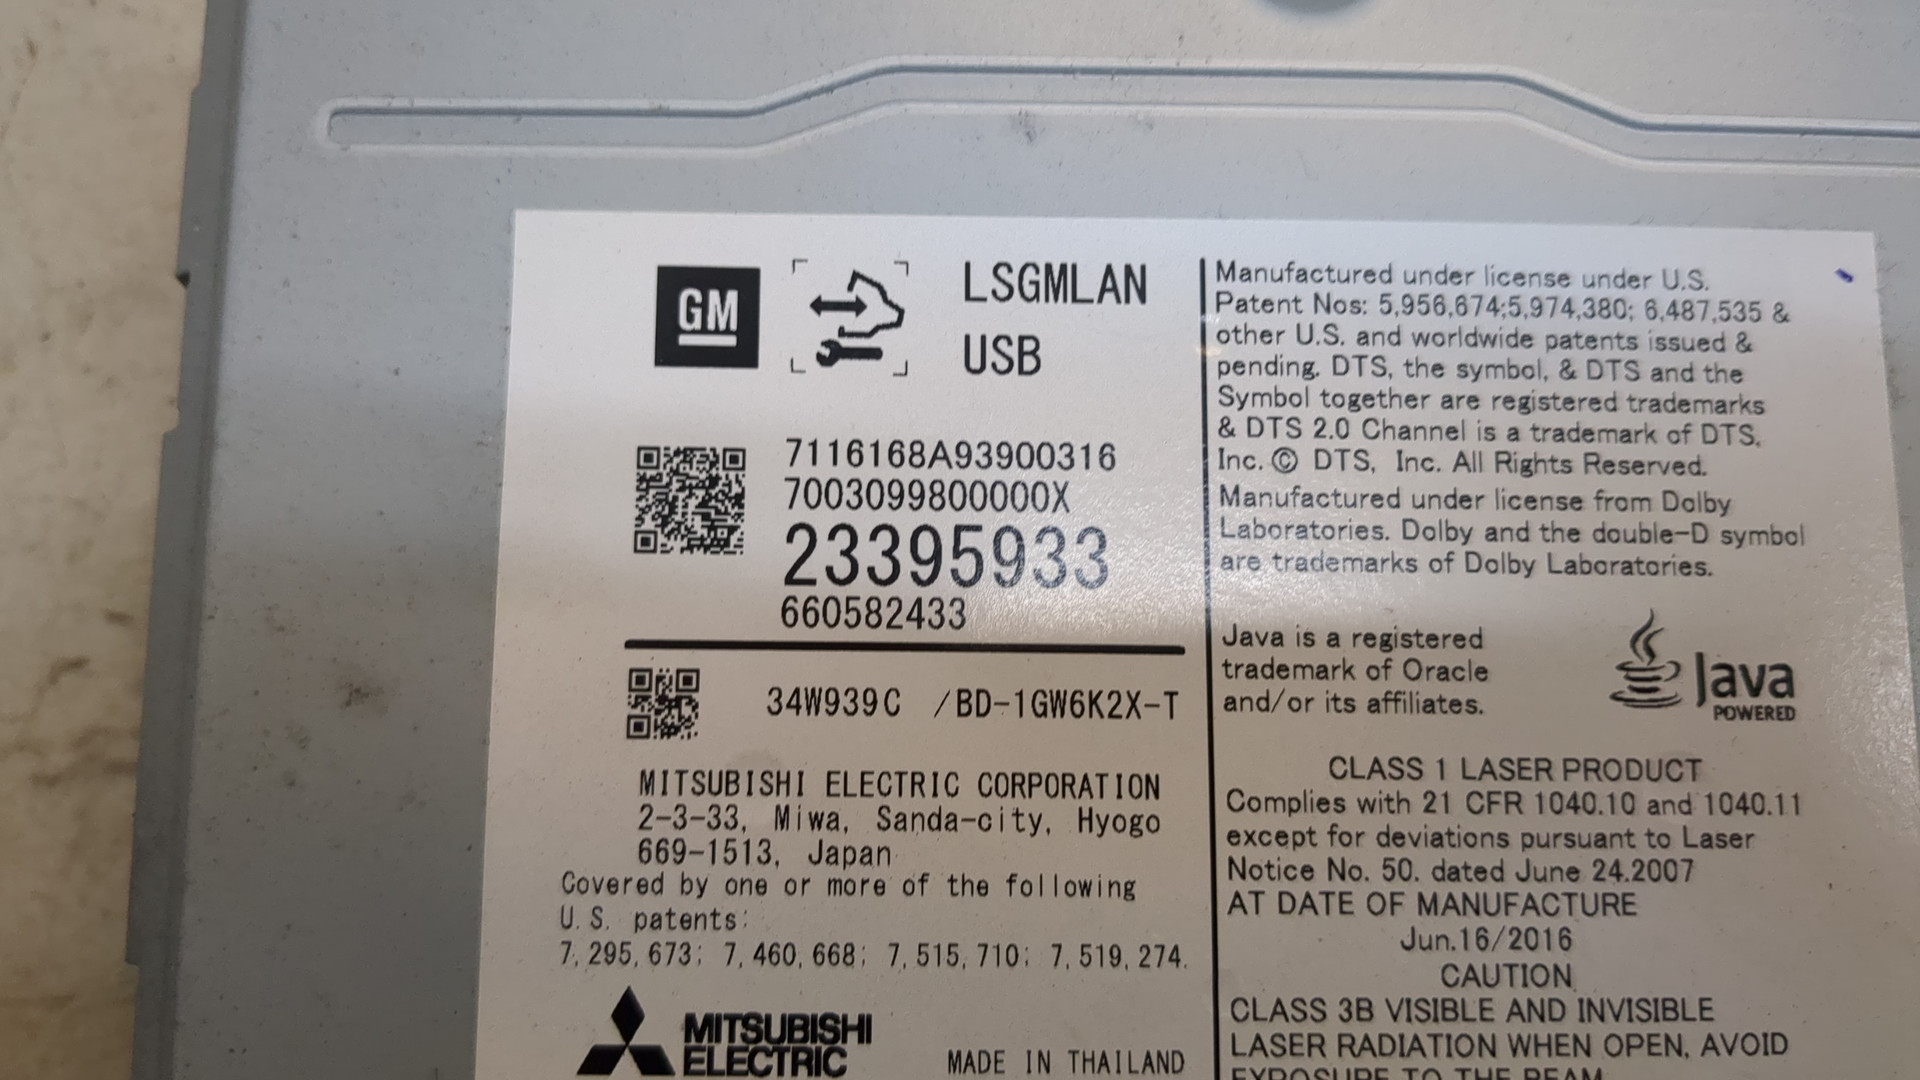 GM
LSGMLAN
USB
7116168A93900316
7003099800000X
23395933
660582433
34W939C /BD-1GW6K2X-T
MITSUBISHI ELECTRIC CORPORATION
2-3-33, Miwa, Sanda-city, Hyogo
669-1513, Japan
Covered by one or more of the following
U.S. patents:
7,295,673; 7,460,668; 7,515,710; 7,519,274.
MITSUBISHI
ELECTRIC
MADE IN THAILAND
Manufactured under license under U.S.
Patent Nos: 5,956,674;5,974,380; 6,487,535 &
other U.S. and worldwide patents issued &
pending. DTS, the symbol, & DTS and the
Symbol together are registered trademarks
& DTS 2.0 Channel is a trademark of DTS,
Inc. © DTS, Inc. All Rights Reserved.
Manufactured under license from Dolby
Laboratories. Dolby and the double-D symbol
are trademarks of Dolby Laboratories.
Java is a registered
trademark of Oracle
and/or its affiliates.
Java
POWERED
CLASS 1 LASER PRODUCT
Complies with 21 CFR 1040.10 and 1040.11
except for deviations pursuant to Laser
Notice No. 50. dated June 24.2007
AT DATE OF MANUFACTURE
Jun.16/2016
CAUTION
CLASS 3B VISIBLE AND INVISIBLE
LASER RADIATION WHEN OPEN, AVOID
EXPOSURE TO THE BEAM